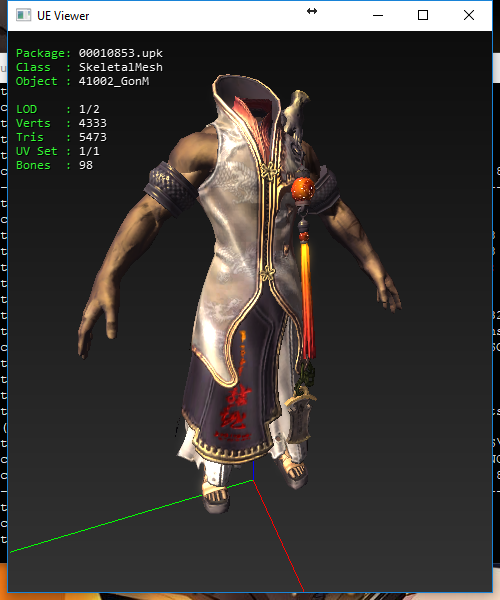 UE Viewer
Package: 00010853.upk
Class : SkeletalMesh
Object : 41002_GonM
LOD : 1/2
Verts : 4333
Tris : 5473
UV Set : 1/1
Bones : 98